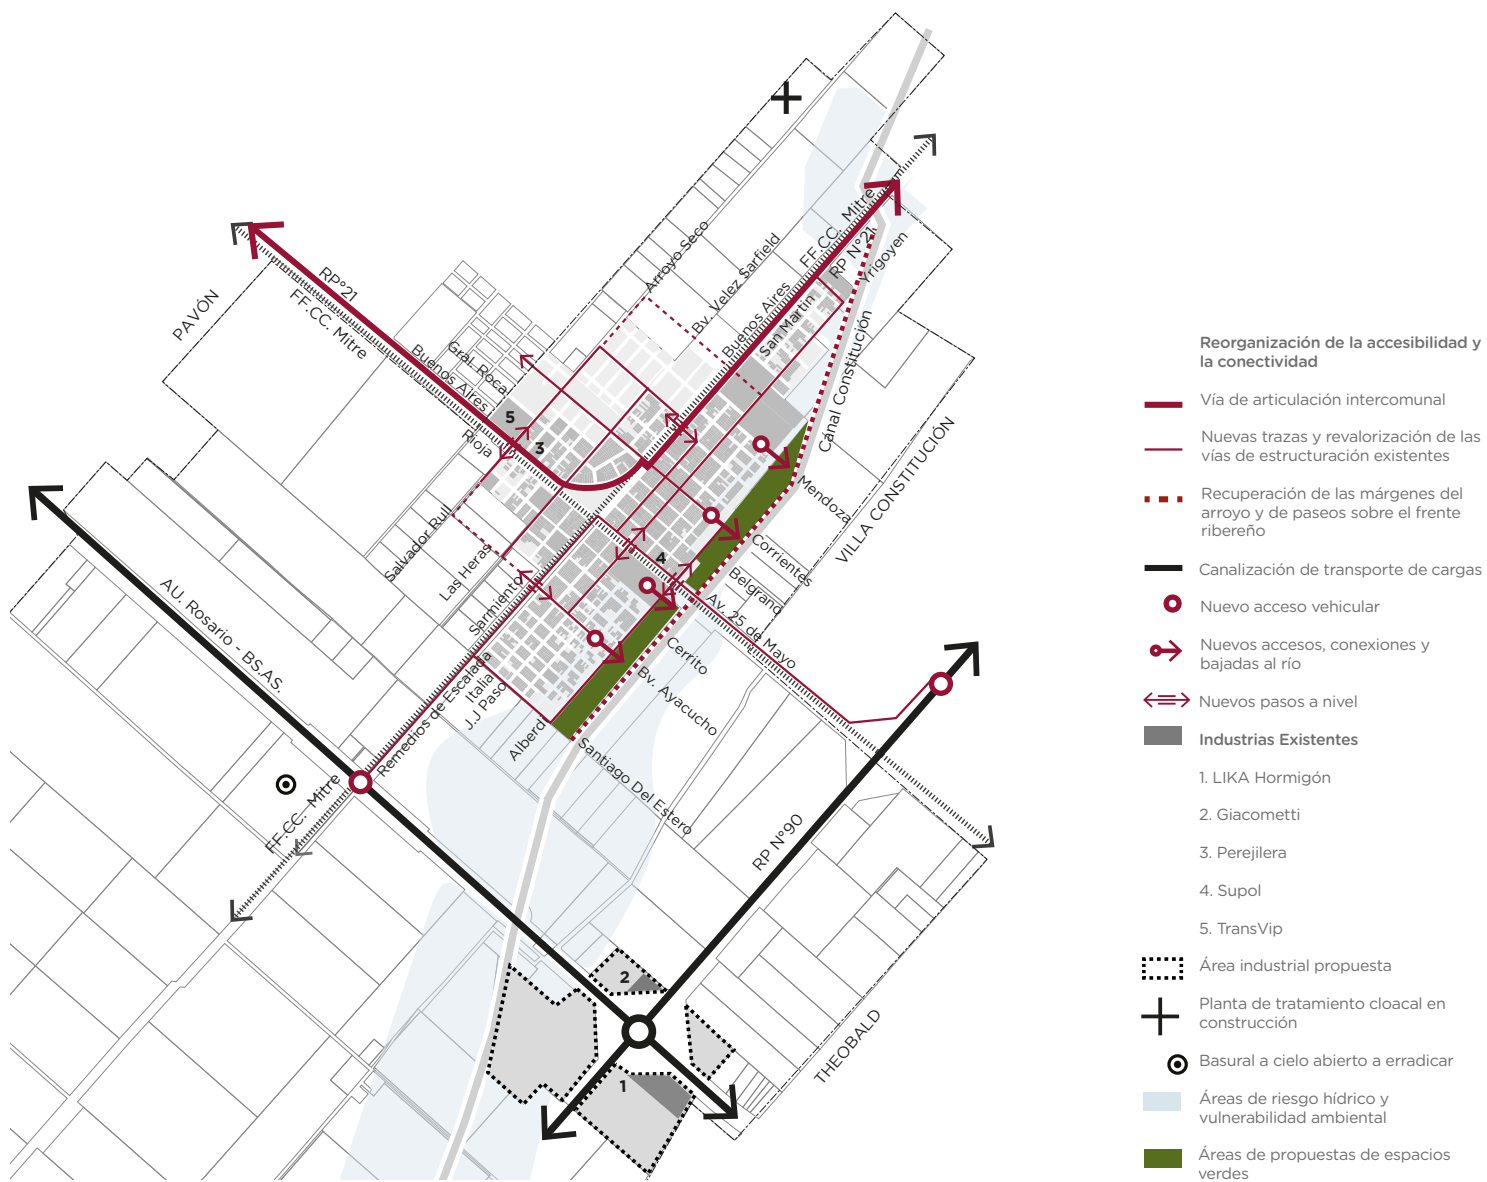 PAVÓN
RP°21
FF.CC. Mitre
Arroyo Seco
Bv. Velez Sarfield
FF.CC. Mitre
RP N°21
Yrigoyen
Buenos Aires
San Martin
Gral. Roca
Buenos Aires
5
3
Rioja
Canal Constitución
VILLA CONSTITUCIÓN
Mendoza
Salvador Rull
Las Heras
Sarmiento
4
Corrientes
Belgrano
Av. 25 de Mayo
Cerrito
Bv. Ayacucho
AU. Rosario - BS.AS.
Remedios de Escalada
Italia
J.J Paso
Alberdi
Santiago Del Estero
FF.CC. Mitre
RP N°90
2
1
THEOBALD
Reorganización de la accesibilidad y
la conectividad
Vía de articulación intercomunal
Nuevas trazas y revalorización de las
vías de estructuración existentes
Recuperación de las márgenes del
arroyo y de paseos sobre el frente
ribereño
Canalización de transporte de cargas
Nuevo acceso vehicular
Nuevos accesos, conexiones y
bajadas al río
Nuevos pasos a nivel
Industrias Existentes
1. LIKA Hormigón
2. Giacometti
3. Perejilera
4. Supol
5. TransVip
Área industrial propuesta
Planta de tratamiento cloacal en
construcción
Basural a cielo abierto a erradicar
Áreas de riesgo hídrico y
vulnerabilidad ambiental
Áreas de propuestas de espacios
verdes